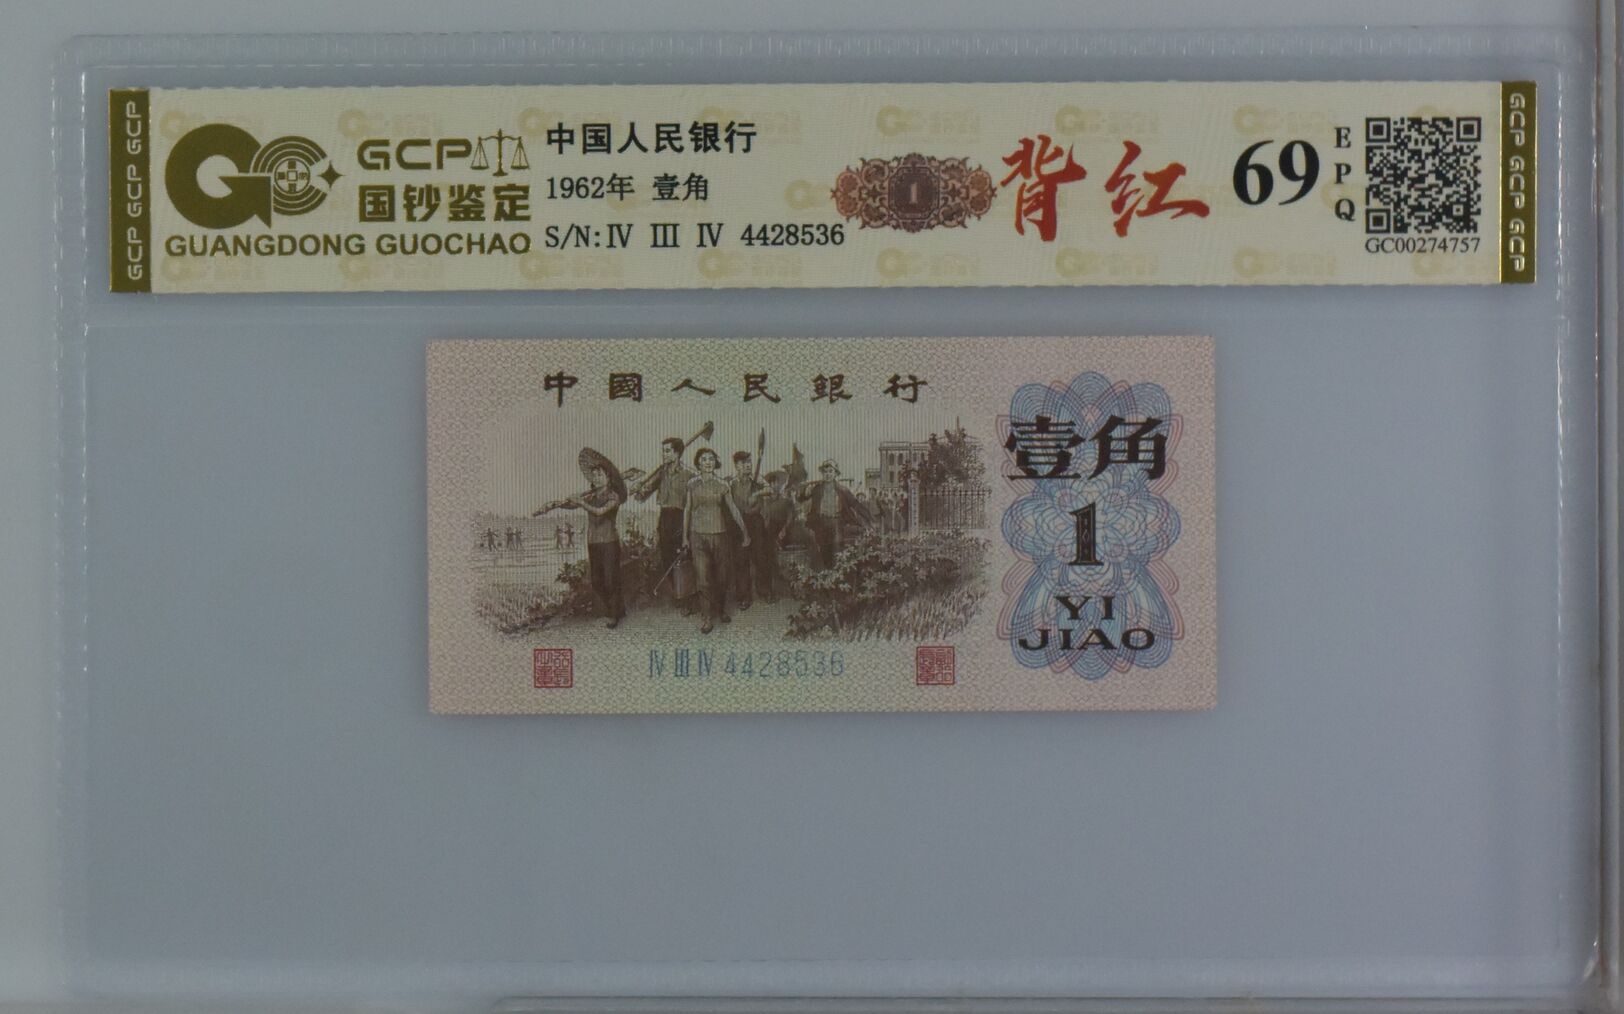 GCP GCP GCP
GCP
国钞鉴定
GUANGDONG GUOCHAO
中国人民银行
1962年 壹角
S/N: Ⅳ Ⅲ Ⅳ 4428536
1
背红
69
EPQ
GC00274757
GCP GCP GCP
中國人民銀行
壹角
1
YI
JIAO
Ⅳ Ⅲ Ⅳ 4428536